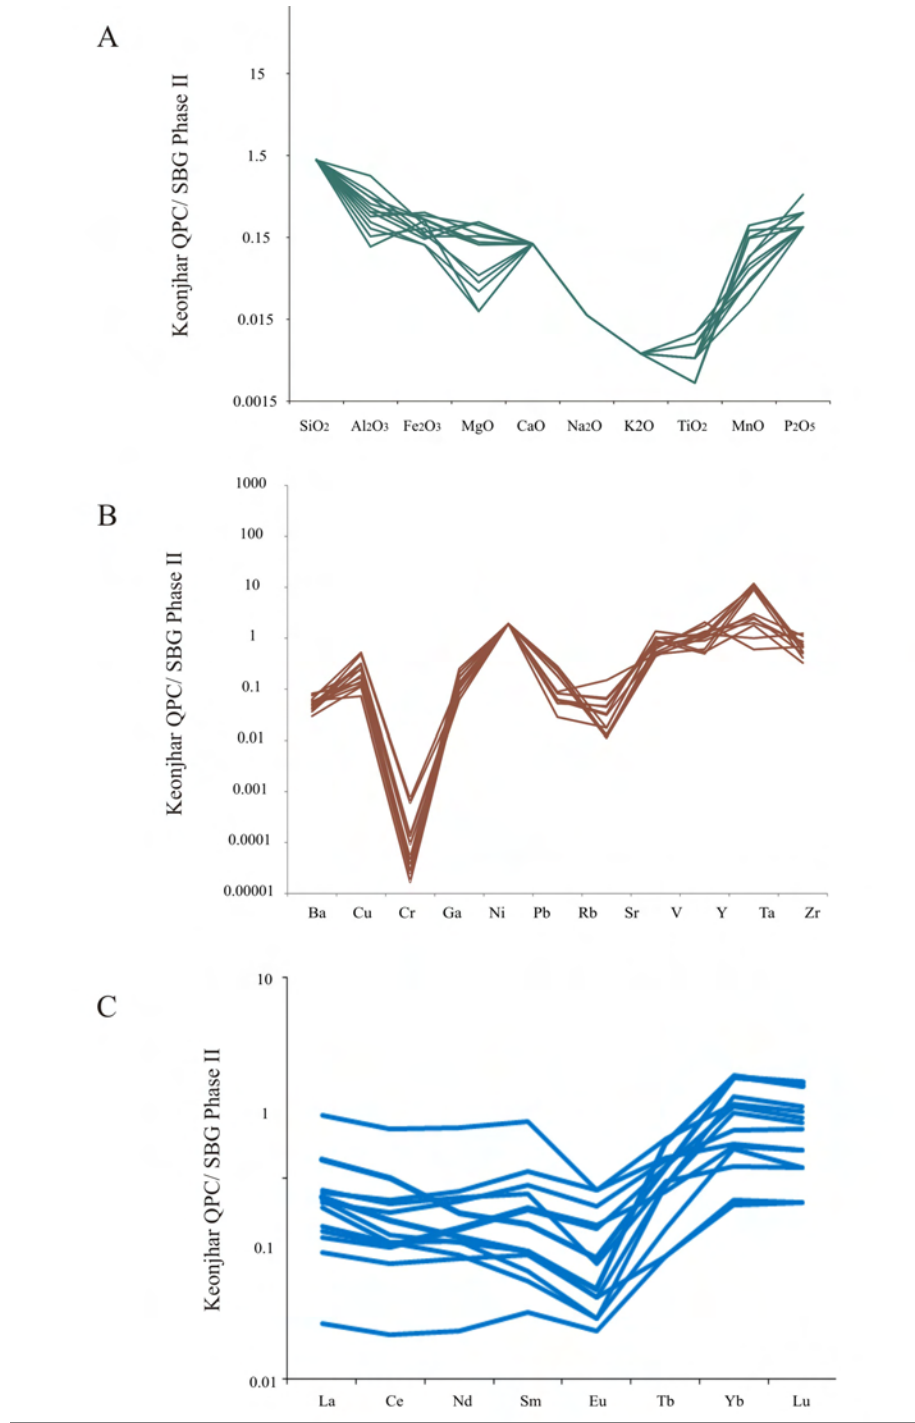 A
Keonjhar QPC/ SBG Phase II
15
1.5
0.15
0.015
0.0015
SiO2 Al2O3 Fe2O3 MgO CaO Na2O K2O TiO2 MnO P2O5
B
Keonjhar QPC/ SBG Phase II
1000
100
10
1
0.1
0.01
0.001
0.0001
0.00001
Ba Cu Cr Ga Ni Pb Rb Sr V Y Ta Zr
C
Keonjhar QPC/ SBG Phase II
10
1
0.1
0.01
La Ce Nd Sm Eu Tb Yb Lu